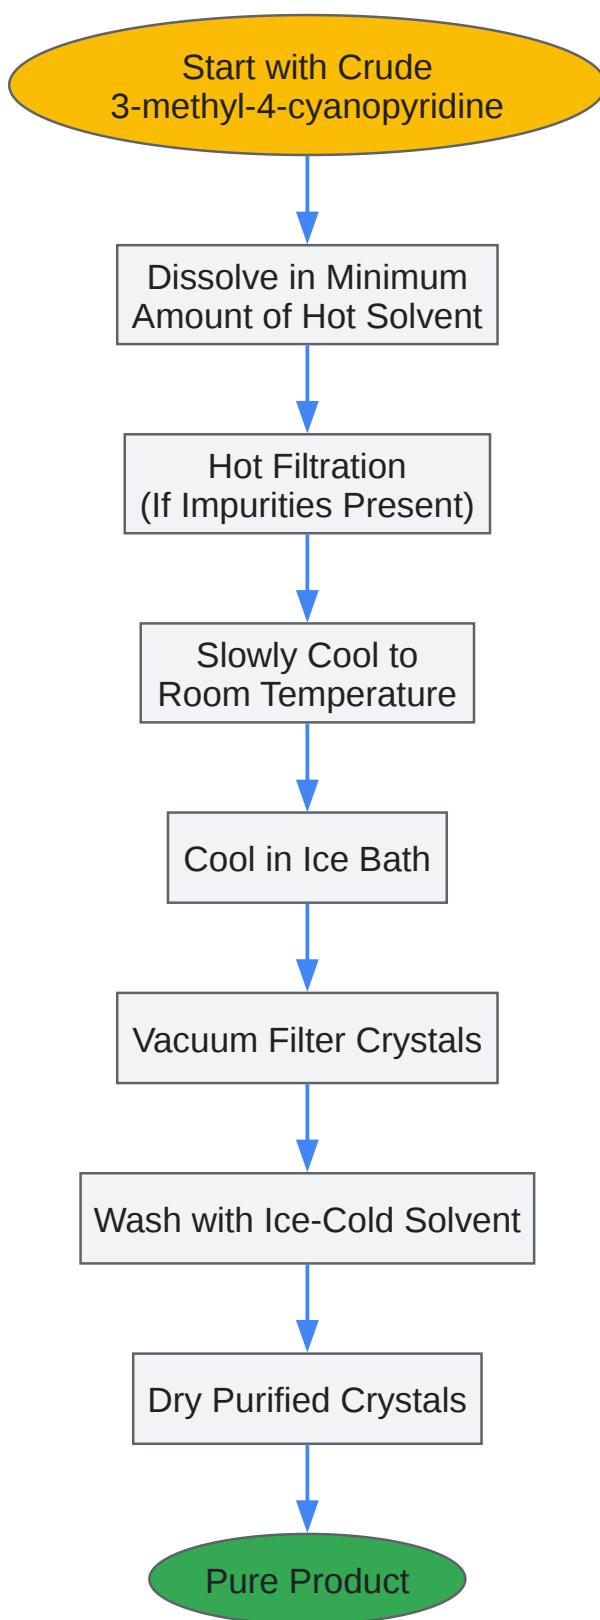 Start with Crude
3-methyl-4-cyanopyridine
Dissolve in Minimum
Amount of Hot Solvent
Hot Filtration
(If Impurities Present)
Slowly Cool to
Room Temperature
Cool in Ice Bath
Vacuum Filter Crystals
Wash with Ice-Cold Solvent
Dry Purified Crystals
Pure Product